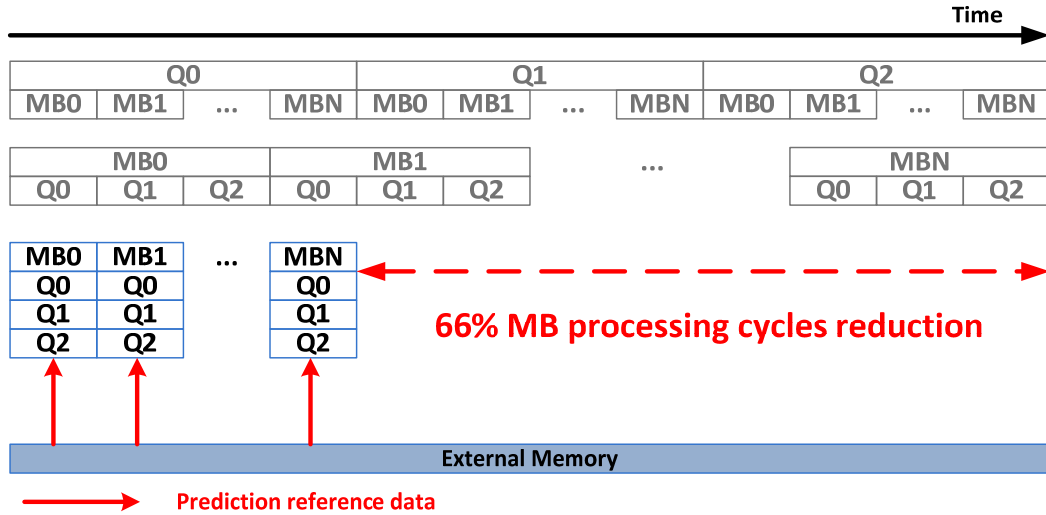 Time
Q0 Q1 Q2
MB0 MB1 ... MBN MB0 MB1 ... MBN MB0 MB1 ... MBN
MB0 MB1 ... MBN
Q0 Q1 Q2 Q0 Q1 Q2 Q0 Q1 Q2
MB0 MB1 ... MBN
Q0 Q0 Q0
Q1 Q1 Q1
Q2 Q2 Q2
66% MB processing cycles reduction
External Memory
Prediction reference data